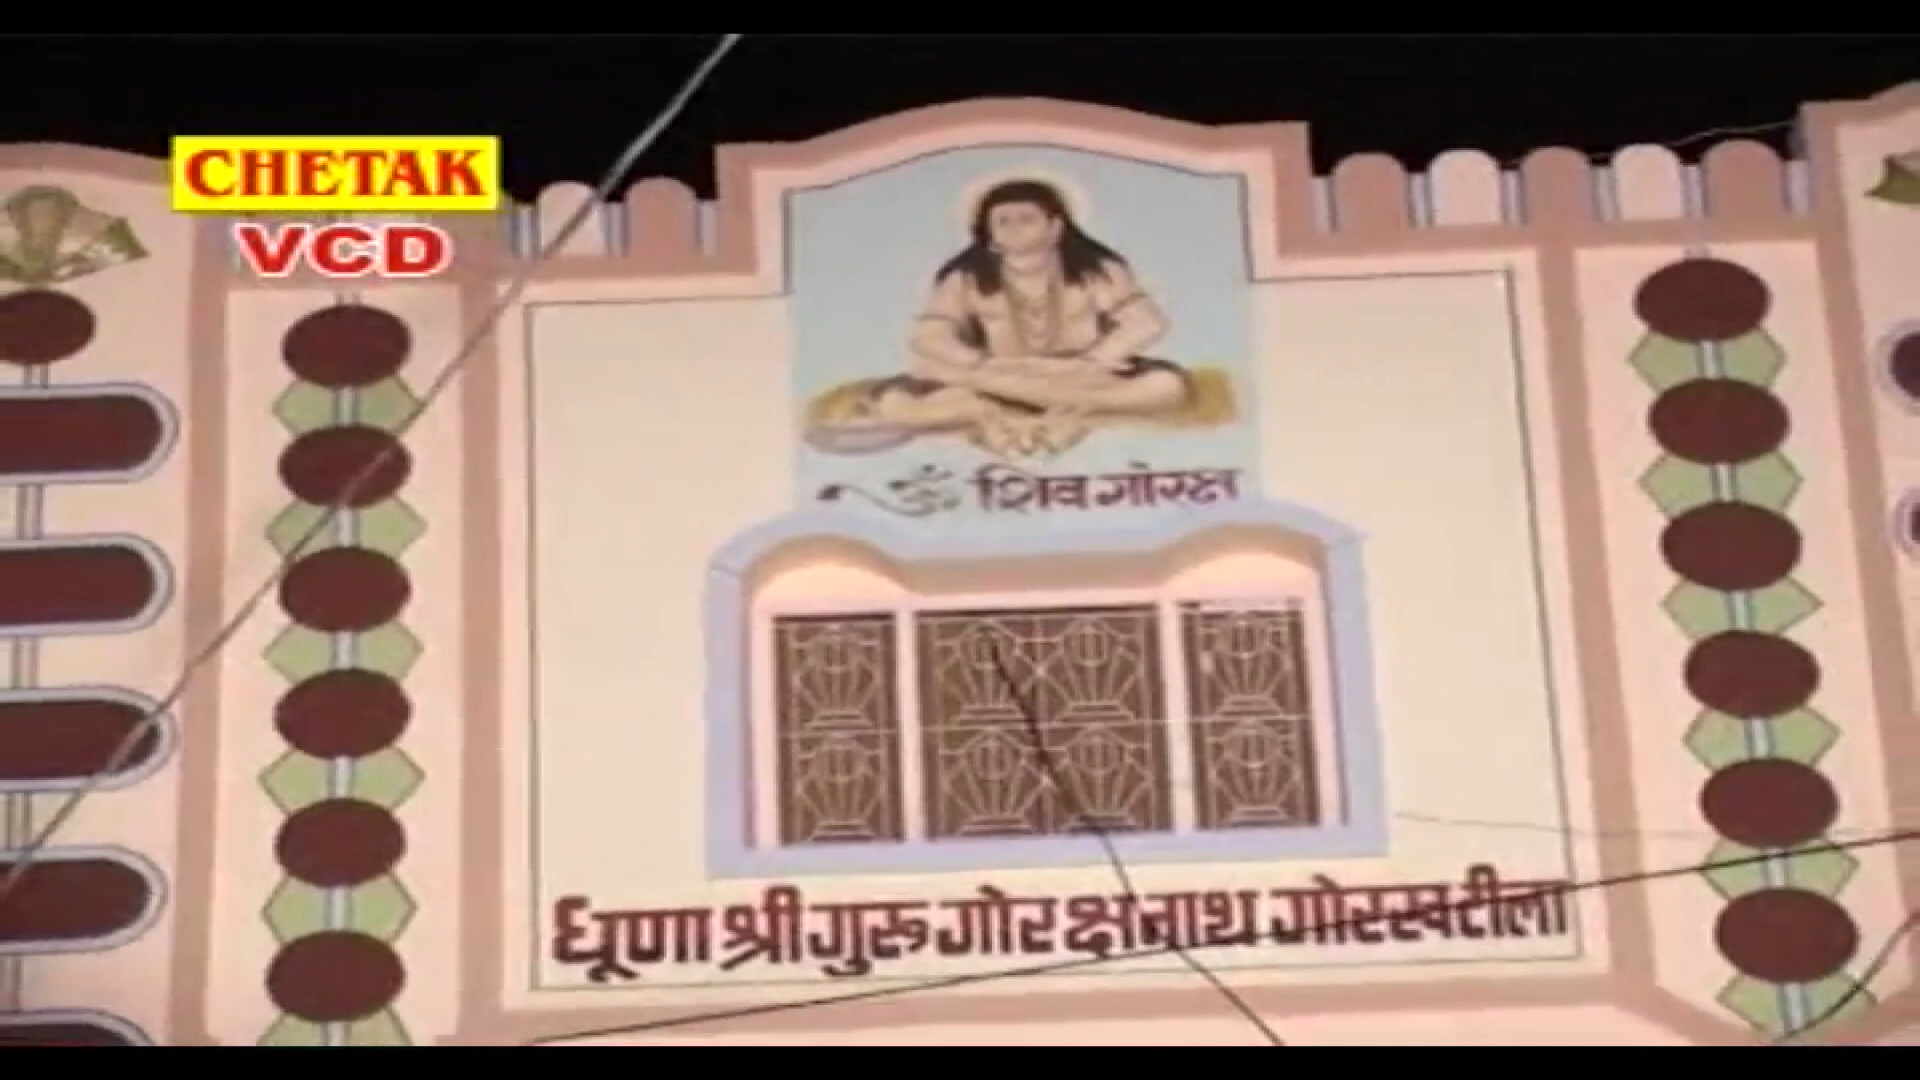 CHETAK
VCD
ॐ शिव गोरक्ष
धूणा श्री गुरु गोरक्षनाथ गोरखटीला